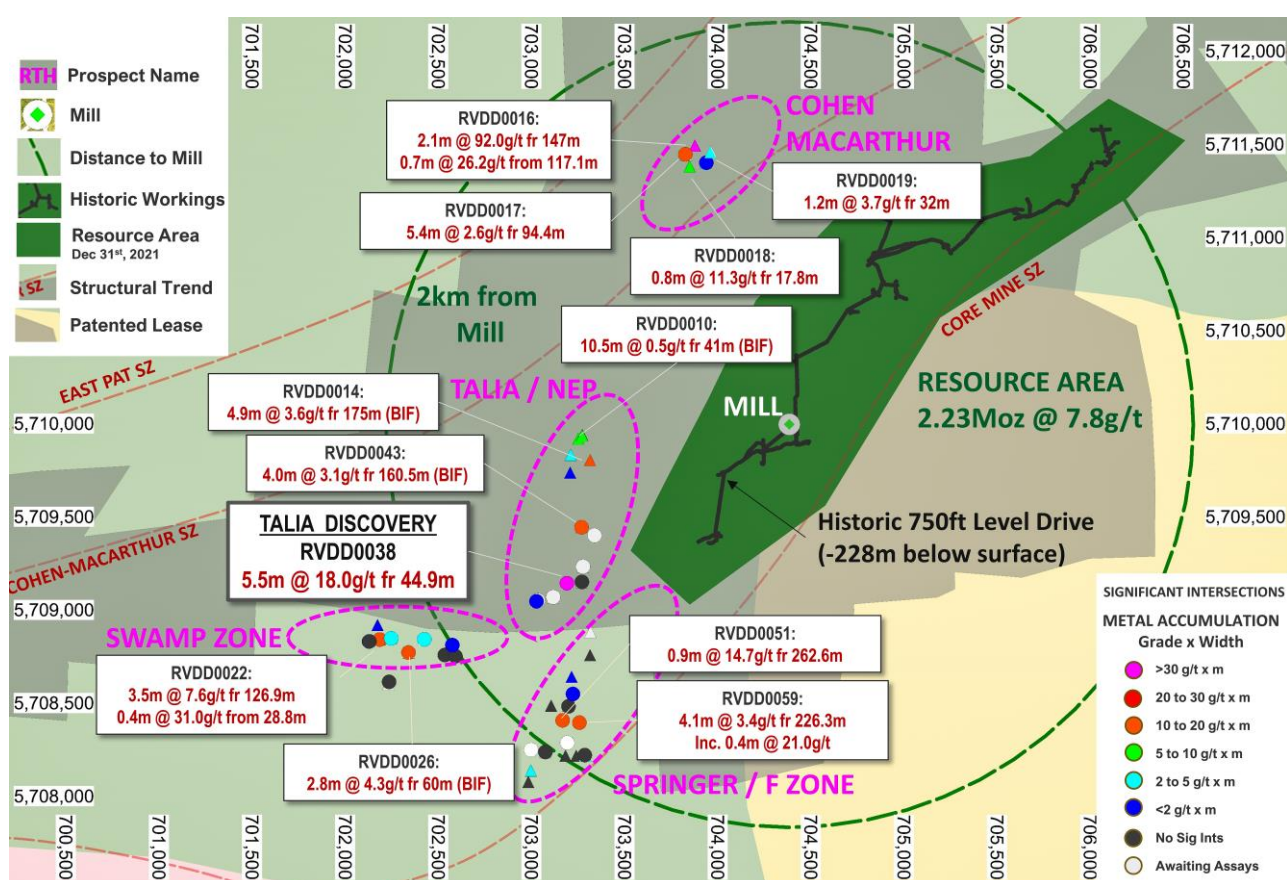 701,500
702,000
702,500
703,000
703,500
704,000
704,500
705,000
705,500
706,000
706,500
5,712,000
5,711,500
5,711,000
5,710,500
5,710,000
5,709,500
RTH Prospect Name
Mill
Distance to Mill
Historic Workings
Resource Area
Dec 31st, 2021
SZ Structural Trend
Patented Lease
COHEN
MACARTHUR
RVDD0016:
2.1m @ 92.0g/t fr 147m
0.7m @ 26.2g/t from 117.1m
RVDD0019:
1.2m @ 3.7g/t fr 32m
RVDD0017:
5.4m @ 2.6g/t fr 94.4m
RVDD0018:
0.8m @ 11.3g/t fr 17.8m
2km from
Mill
RVDD0010:
10.5m @ 0.5g/t fr 41m (BIF)
CORE MINE SZ
EAST PAT SZ
TALIA / NEP
RESOURCE AREA
2.23Moz @ 7.8g/t
RVDD0014:
4.9m @ 3.6g/t fr 175m (BIF)
MILL
5,710,000
RVDD0043:
4.0m @ 3.1g/t fr 160.5m (BIF)
5,709,500
TALIA DISCOVERY
RVDD0038
5.5m @ 18.0g/t fr 44.9m
Historic 750ft Level Drive
(-228m below surface)
COHEN-MACARTHUR SZ
5,709,000
SWAMP ZONE
RVDD0022:
3.5m @ 7.6g/t fr 126.9m
0.4m @ 31.0g/t from 28.8m
RVDD0051:
0.9m @ 14.7g/t fr 262.6m
RVDD0059:
4.1m @ 3.4g/t fr 226.3m
Inc. 0.4m @ 21.0g/t
5,708,500
RVDD0026:
2.8m @ 4.3g/t fr 60m (BIF)
SPRINGER / F ZONE
5,708,000
SIGNIFICANT INTERSECTIONS
METAL ACCUMULATION
Grade x Width
>30 g/t x m
20 to 30 g/t x m
10 to 20 g/t x m
5 to 10 g/t x m
2 to 5 g/t x m
<2 g/t x m
No Sig Ints
Awaiting Assays
700,500
701,000
701,500
702,000
702,500
703,000
703,500
704,000
704,500
705,000
705,500
706,000